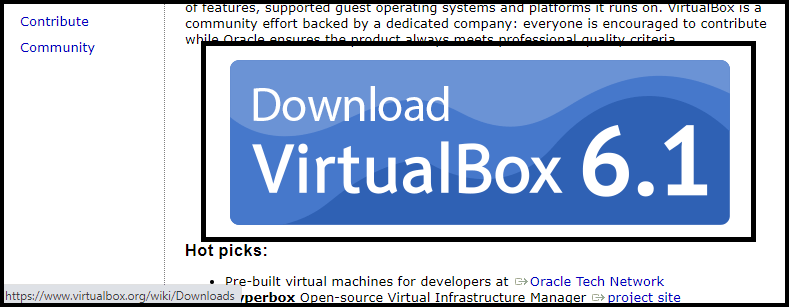 Contribute
Community
of features, supported guest operating systems and platforms it runs on. VirtualBox is a
community effort backed by a dedicated company: everyone is encouraged to contribute
while Oracle ensures the product always meets professional quality criteria.
Download
VirtualBox 6.1
Hot picks:
Pre-built virtual machines for developers at Oracle Tech Network
yperbox Open-source Virtual Infrastructure Manager project site
https://www.virtualbox.org/wiki/Downloads